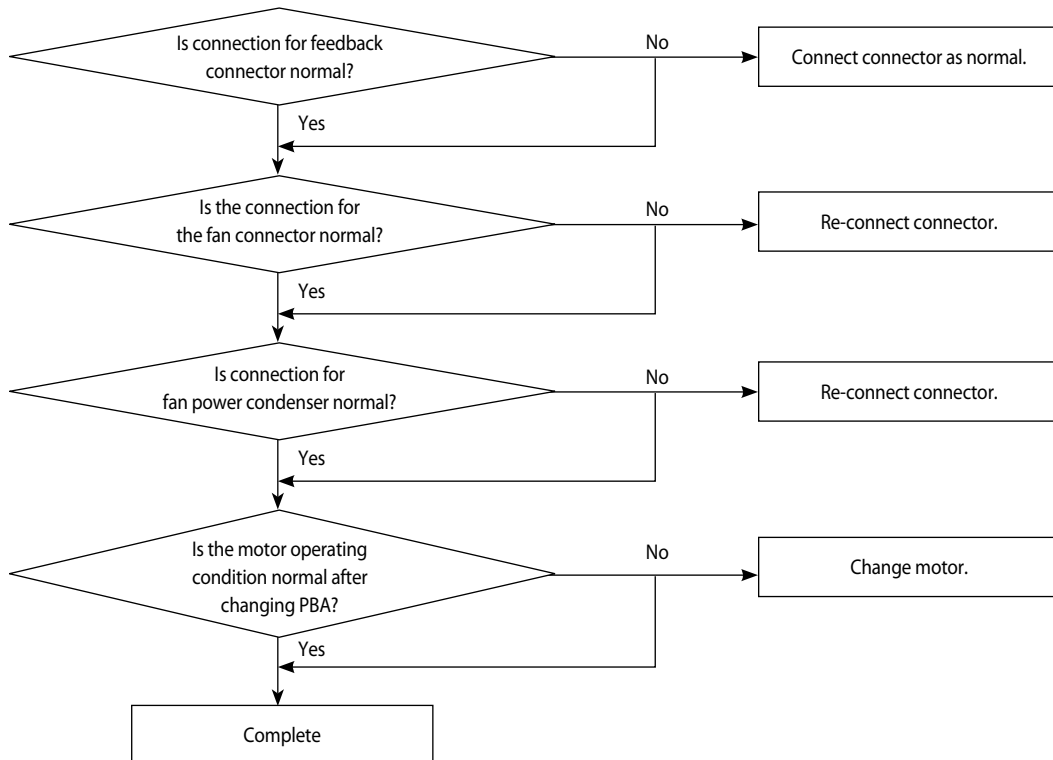 Is connection for feedback
connector normal?
No
Connect connector as normal.
Yes
Is the connection for
the fan connector normal?
No
Re-connect connector.
Yes
Is connection for
fan power condenser normal?
No
Re-connect connector.
Yes
Is the motor operating
condition normal after
changing PBA?
No
Change motor.
Yes
Complete